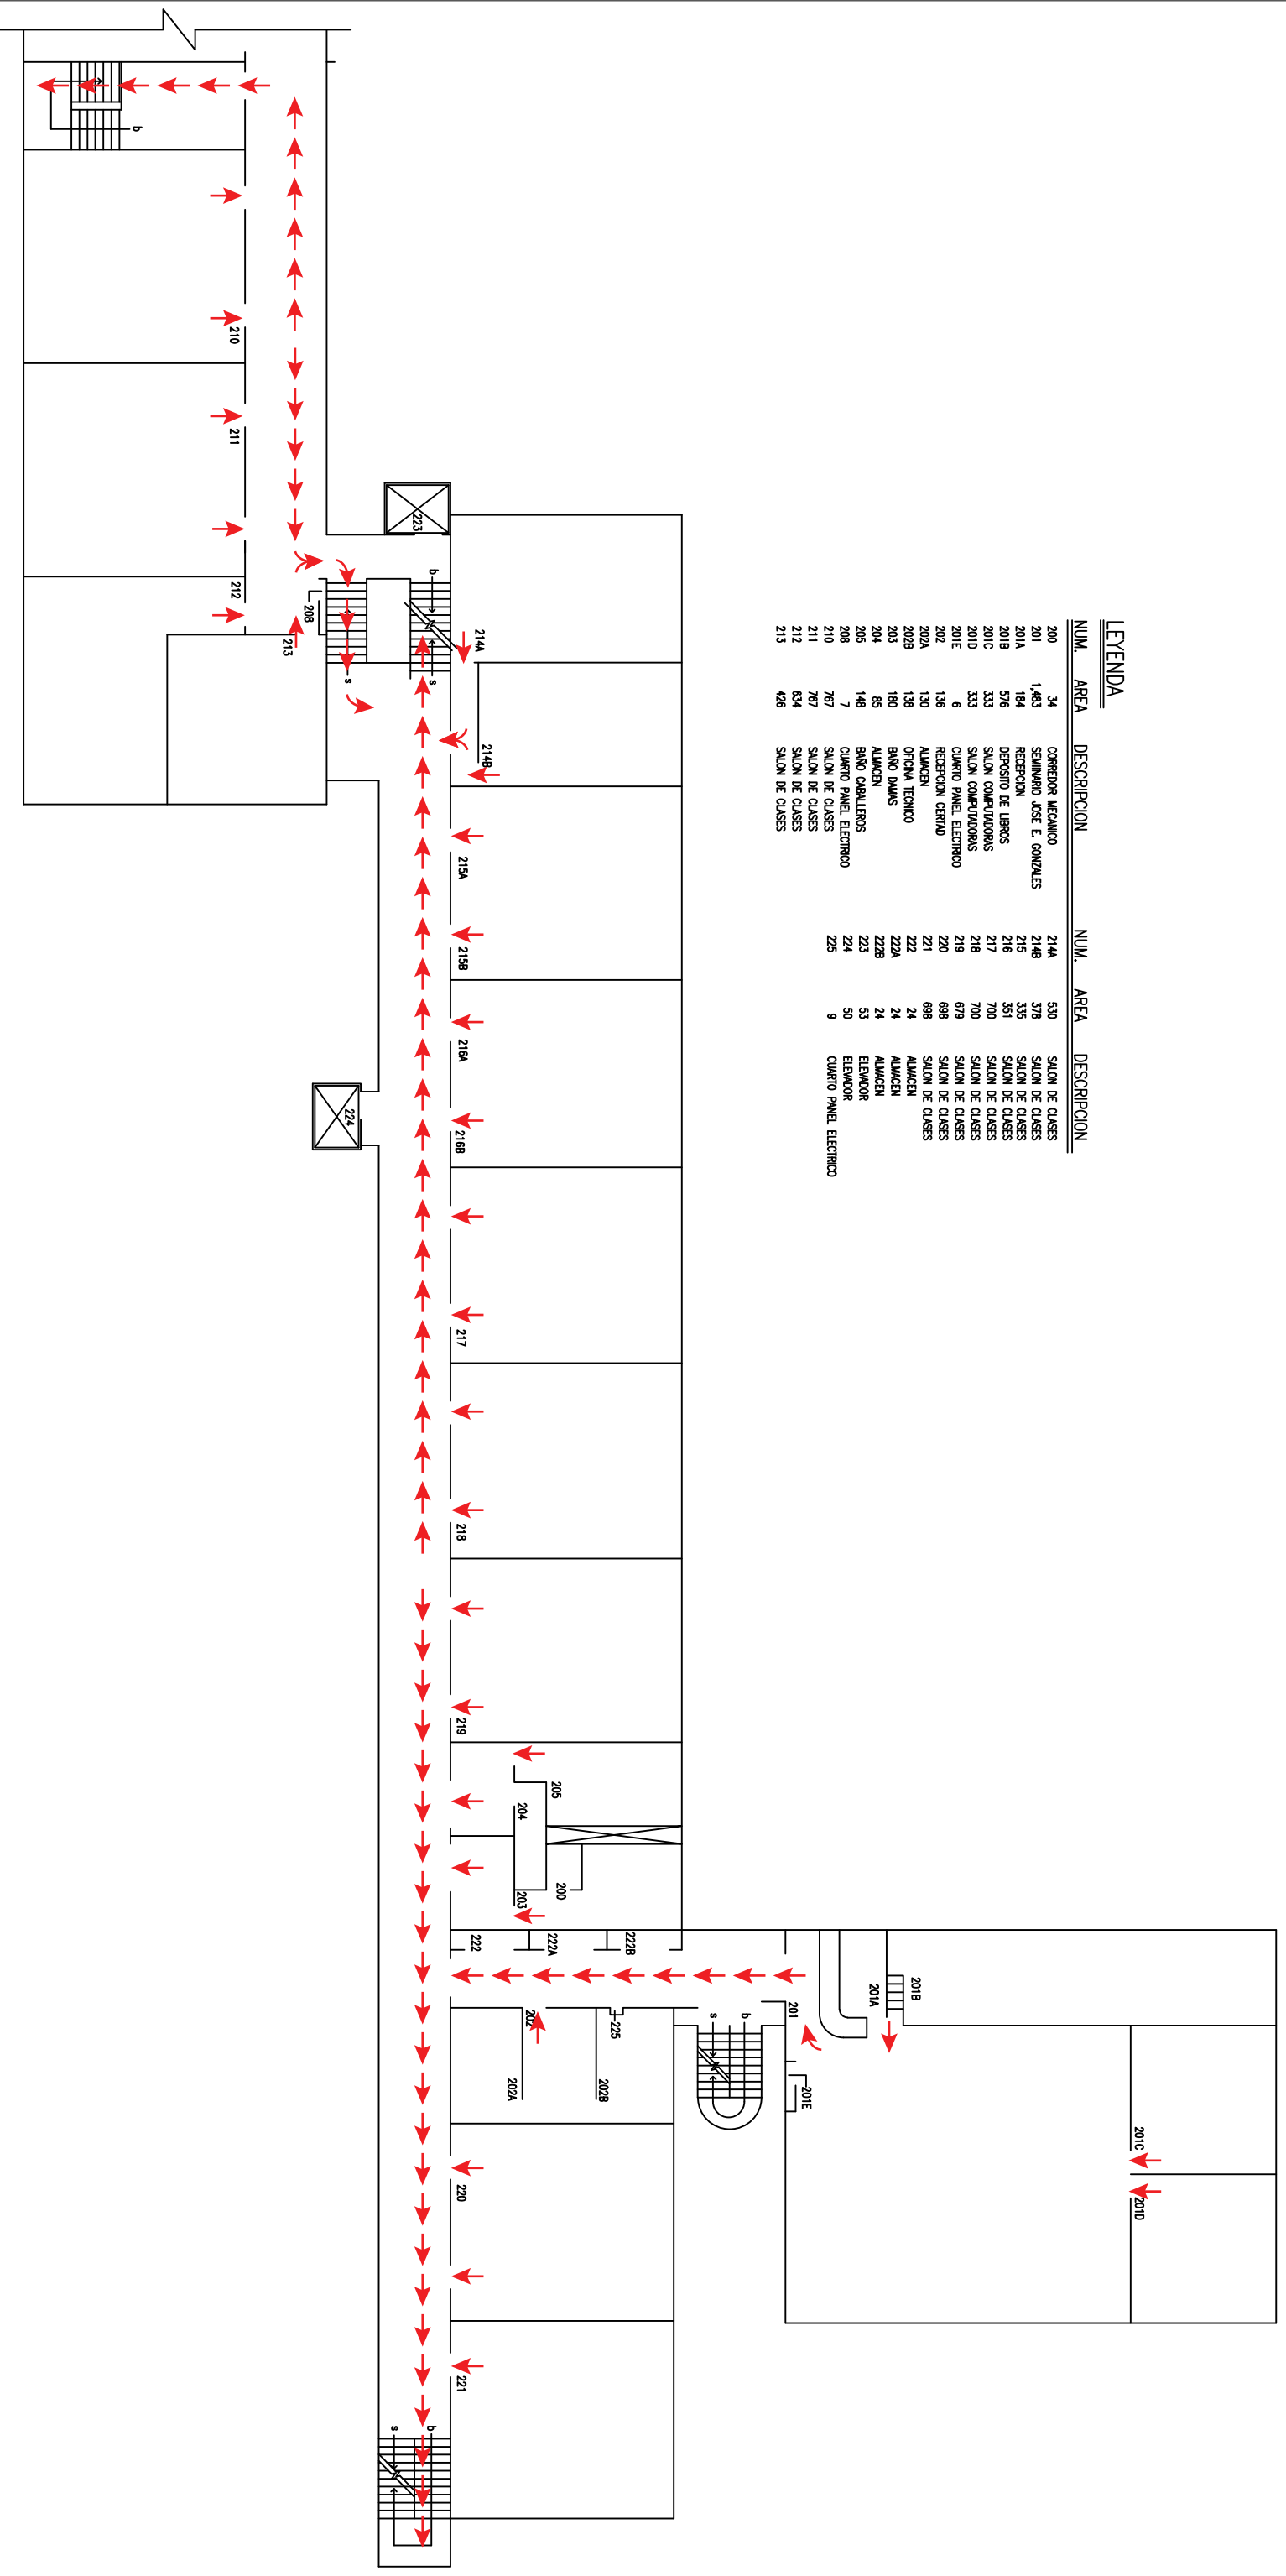 LEYENDA
NUM. AREA DESCRIPCION NUM. AREA DESCRIPCION
200 34 CORREDOR MECANICO 214A 530 SALON DE CLASES
201 1,483 SEMINARIO JOSE E. GONZALES 214B 378 SALON DE CLASES
201A 184 RECEPCION 215 335 SALON DE CLASES
201B 576 DEPOSITO DE LIBROS 216 351 SALON DE CLASES
201C 333 SALON COMPUTADORAS 217 700 SALON DE CLASES
201D 333 SALON COMPUTADORAS 218 700 SALON DE CLASES
201E 6 CUARTO PANEL ELECTRICO 219 679 SALON DE CLASES
202 136 RECEPCION CERTAD 220 698 SALON DE CLASES
202A 130 ALMACEN 221 698 SALON DE CLASES
202B 138 OFICINA TECNICO 222 24 ALMACEN
203 180 BAÑO DAMAS 222A 24 ALMACEN
204 85 ALMACEN 222B 24 ALMACEN
205 148 BAÑO CABALLEROS 223 53 ELEVADOR
208 7 CUARTO PANEL ELECTRICO 224 50 ELEVADOR
210 767 SALON DE CLASES 225 9 CUARTO PANEL ELECTRICO
211 767 SALON DE CLASES
212 634 SALON DE CLASES
213 426 SALON DE CLASES
201C
201D
201B
201A
201
201E
222B
225
b
s
202B
205
200
222A
202
202A
204
203
222
214B
214A
215A
215B
216A
216B
217
218
219
220
221
223
b
s
b
s
224
s
208
213
210
211
212
b